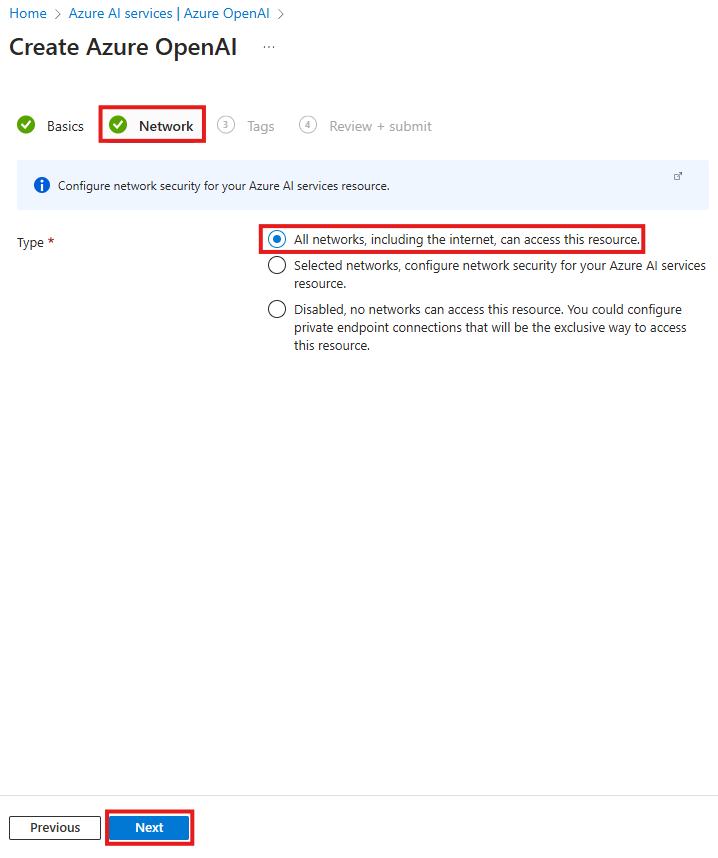 Home > Azure AI services | Azure OpenAI >
Create Azure OpenAI ...
Basics Network 3 Tags 4 Review + submit
Configure network security for your Azure AI services resource.
Type * All networks, including the internet, can access this resource.
Selected networks, configure network security for your Azure AI services
resource.
Disabled, no networks can access this resource. You could configure
private endpoint connections that will be the exclusive way to access
this resource.
Previous Next